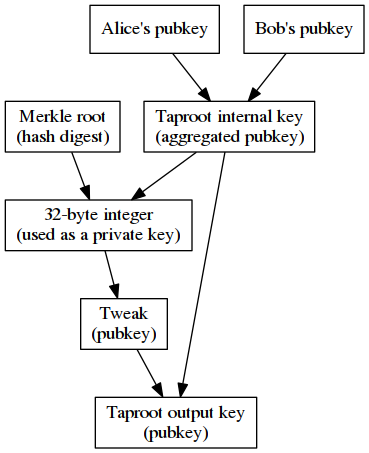 Alice's pubkey
Bob's pubkey
Merkle root
(hash digest)
Taproot internal key
(aggregated pubkey)
32-byte integer
(used as a private key)
Tweak
(pubkey)
Taproot output key
(pubkey)